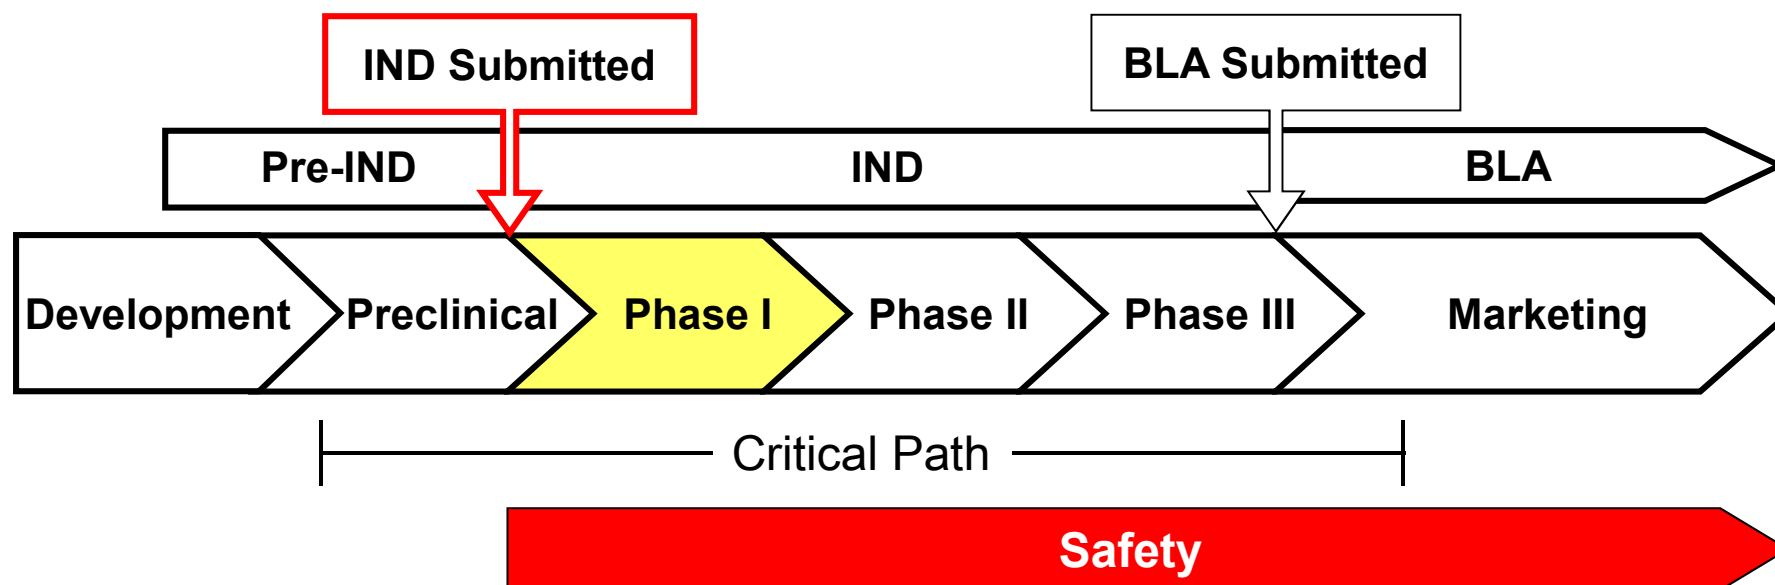 IND Submitted
BLA Submitted
Pre-IND
IND
BLA
Development
Preclinical
Phase I
Phase II
Phase III
Marketing
Critical Path
Safety